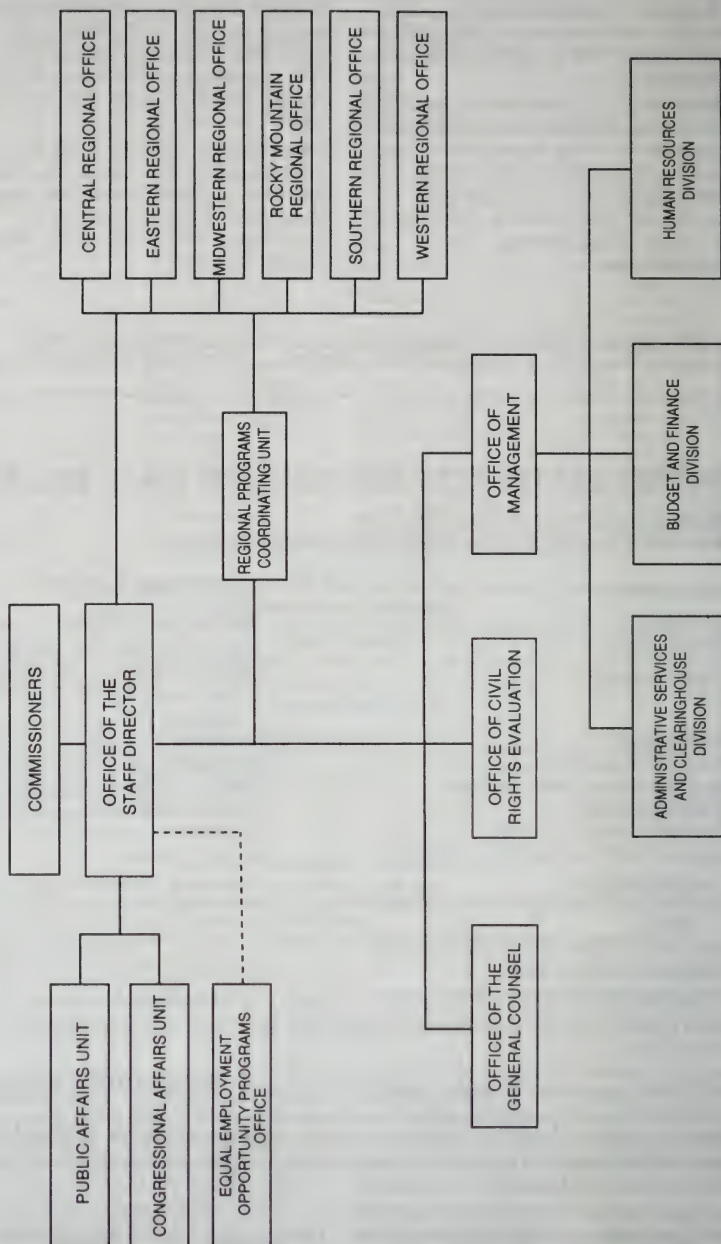 COMMISSIONERS
OFFICE OF THE
STAFF DIRECTOR
PUBLIC AFFAIRS UNIT
CONGRESSIONAL AFFAIRS UNIT
EQUAL EMPLOYMENT
OPPORTUNITY PROGRAMS
OFFICE
CENTRAL REGIONAL OFFICE
EASTERN REGIONAL OFFICE
MIDWESTERN REGIONAL OFFICE
ROCKY MOUNTAIN
REGIONAL OFFICE
SOUTHERN REGIONAL OFFICE
WESTERN REGIONAL OFFICE
REGIONAL PROGRAMS
COORDINATING UNIT
OFFICE OF THE
GENERAL COUNSEL
OFFICE OF CIVIL
RIGHTS EVALUATION
OFFICE OF
MANAGEMENT
ADMINISTRATIVE SERVICES
AND CLEARINGHOUSE
DIVISION
BUDGET AND FINANCE
DIVISION
HUMAN RESOURCES
DIVISION